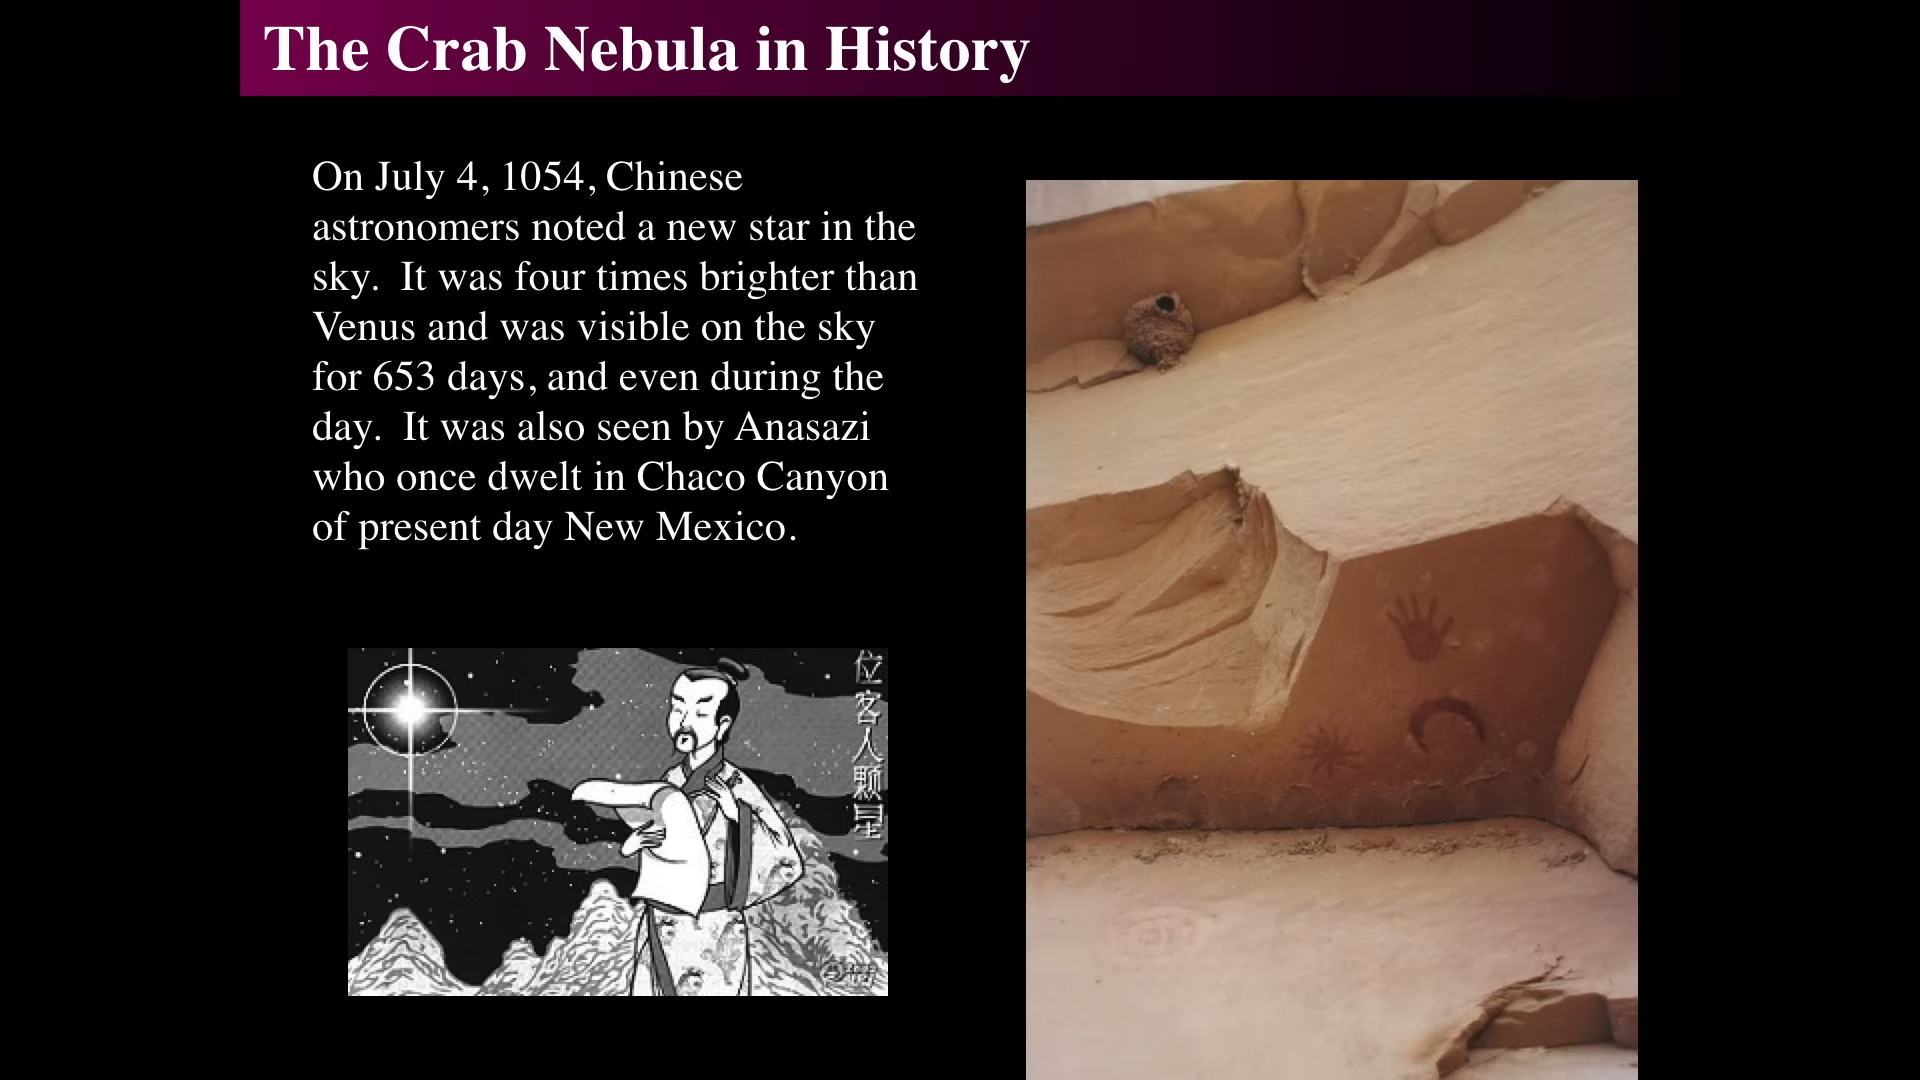 The Crab Nebula in History
On July 4, 1054, Chinese
astronomers noted a new star in the
sky.  It was four times brighter than
Venus and was visible on the sky
for 653 days, and even during the
day.  It was also seen by Anasazi
who once dwelt in Chaco Canyon
of present day New Mexico.
位客人颗星